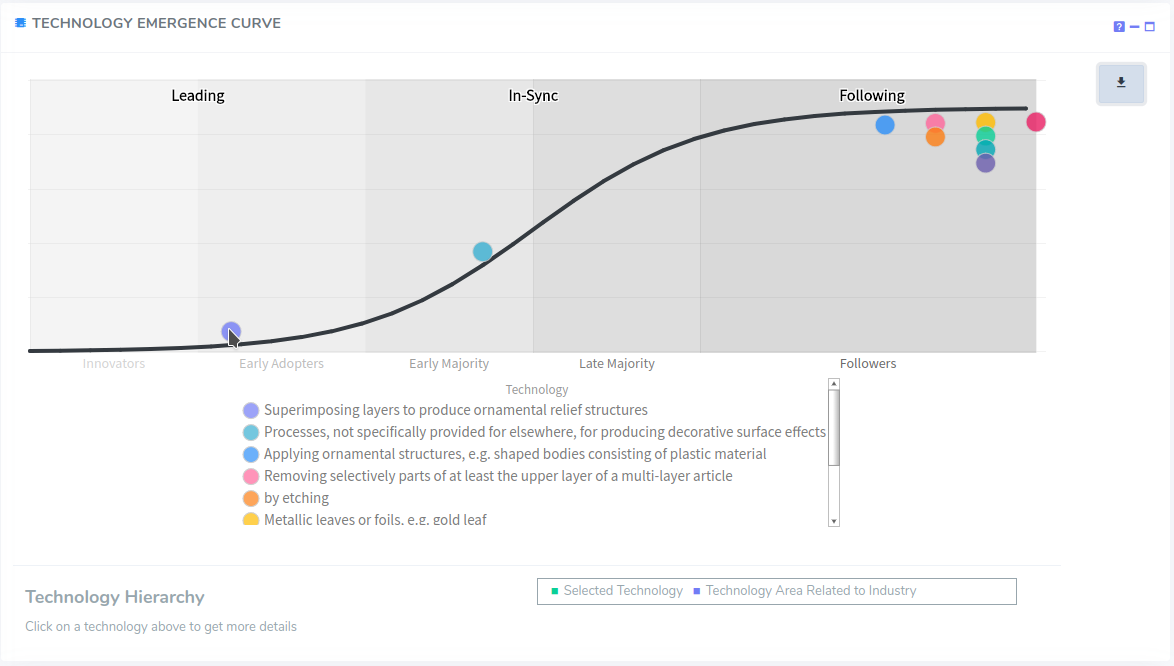 TECHNOLOGY EMERGENCE CURVE
?
Leading In-Sync Following
Innovators Early Adopters Early Majority Late Majority Followers
Technology
Superimposing layers to produce ornamental relief structures
Processes, not specifically provided for elsewhere, for producing decorative surface effects
Applying ornamental structures, e.g. shaped bodies consisting of plastic material
Removing selectively parts of at least the upper layer of a multi-layer article
by etching
Metallic leaves or foils, e.g. gold leaf
Technology Hierarchy
Selected Technology Technology Area Related to Industry
Click on a technology above to get more details